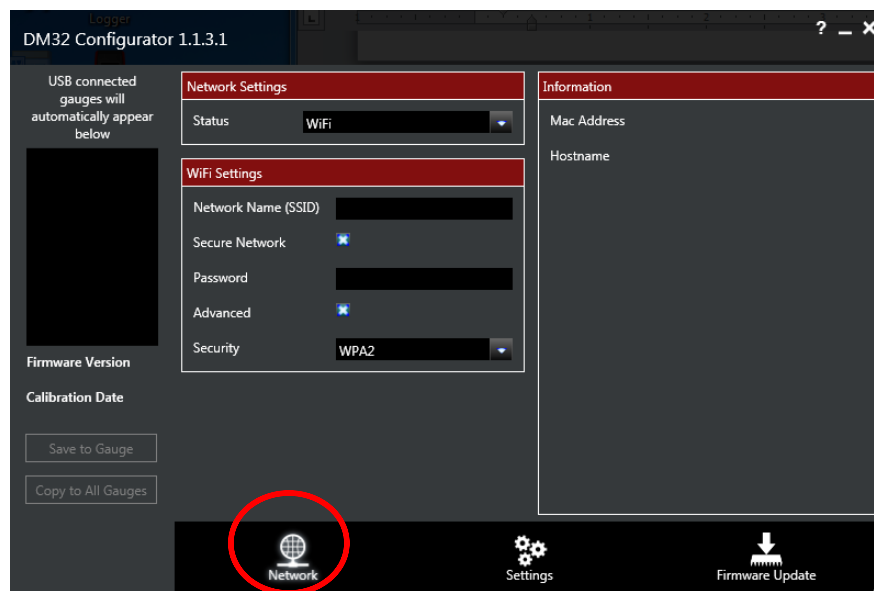 Logger
DM32 Configurator 1.1.3.1
? _ ×
USB connected
gauges will
automatically appear
below
Firmware Version
Calibration Date
Save to Gauge
Copy to All Gauges
Network Settings
Status WiFi
WiFi Settings
Network Name (SSID)
Secure Network
Password
Advanced
Security WPA2
Information
Mac Address
Hostname
Network
Settings
Firmware Update